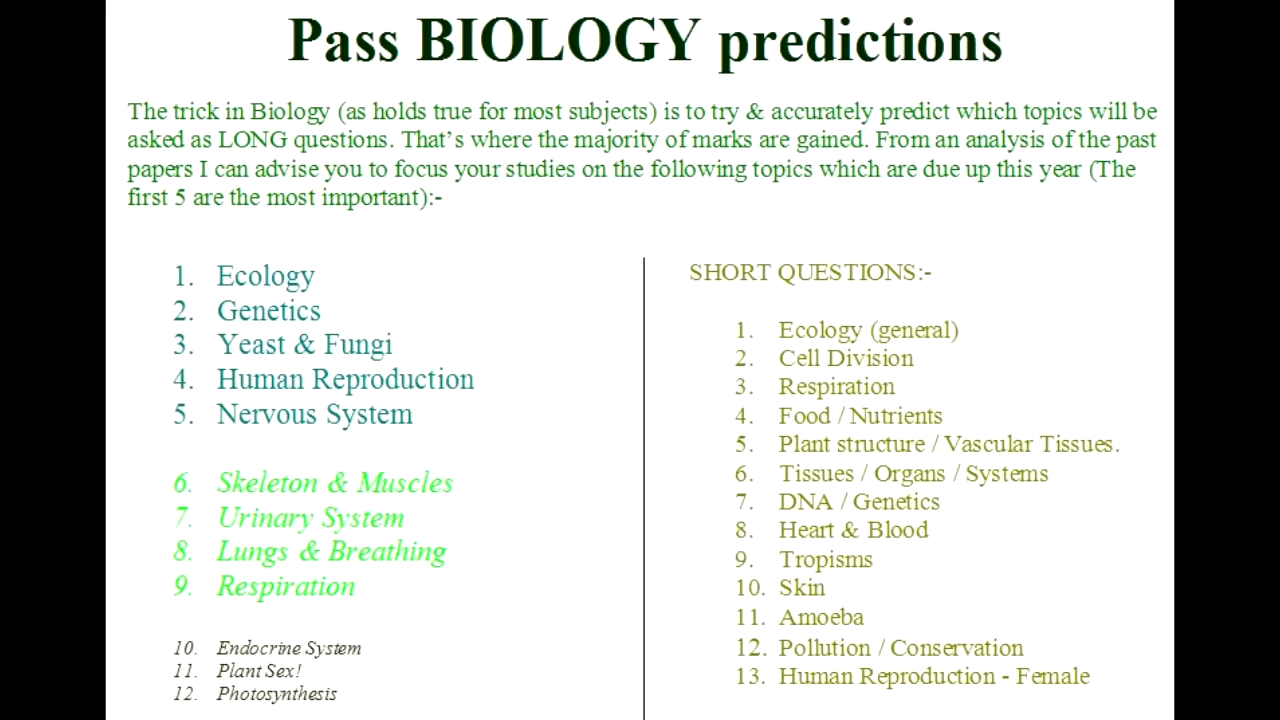 Pass BIOLOGY predictions
The trick in Biology (as holds true for most subjects) is to try & accurately predict which topics will be
asked as LONG questions. That's where the majority of marks are gained. From an analysis of the past
papers I can advise you to focus your studies on the following topics which are due up this year (The
first 5 are the most important):-
1. Ecology
2. Genetics
3. Yeast & Fungi
4. Human Reproduction
5. Nervous System
6. Skeleton & Muscles
7. Urinary System
8. Lungs & Breathing
9. Respiration
10. Endocrine System
11. Plant Sex!
12. Photosynthesis
SHORT QUESTIONS:-
1. Ecology (general)
2. Cell Division
3. Respiration
4. Food / Nutrients
5. Plant structure / Vascular Tissues.
6. Tissues / Organs / Systems
7. DNA / Genetics
8. Heart & Blood
9. Tropisms
10. Skin
11. Amoeba
12. Pollution / Conservation
13. Human Reproduction - Female